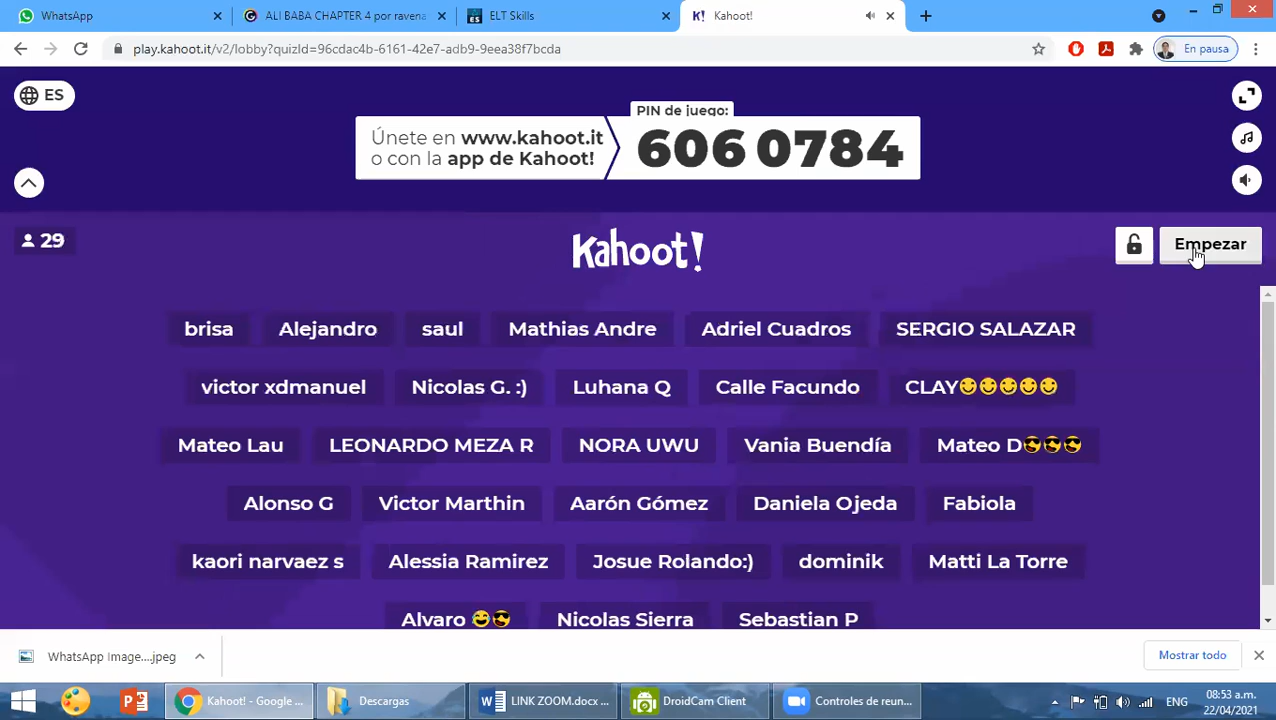 WhatsApp
ALI BABA CHAPTER 4 por ravena
ELT Skills
Kahoot!
play.kahoot.it/v2/lobby?quizId=96cdac4b-6161-42e7-adb9-9eea38f7bcda
En pausa
ES
Únete en www.kahoot.it
o con la app de Kahoot!
PIN de juego:
606 0784
29
Kahoot!
Empezar
brisa
Alejandro
saul
Mathias Andre
Adriel Cuadros
SERGIO SALAZAR
victor xdmanuel
Nicolas G. :)
Luhana Q
Calle Facundo
CLAY😊😊😊😊😊
Mateo Lau
LEONARDO MEZA R
NORA UWU
Vania Buendía
Mateo D😎😎😎
Alonso G
Victor Marthin
Aarón Gómez
Daniela Ojeda
Fabiola
kaori narvaez s
Alessia Ramirez
Josue Rolando:)
dominik
Matti La Torre
Alvaro 😅😎
Nicolas Sierra
Sebastian P
WhatsApp Image....jpeg
Mostrar todo
Kahoot! - Google ...
Descargas
LINK ZOOM.docx ...
DroidCam Client
Controles de reun...
ENG
08:53 a.m.
22/04/2021